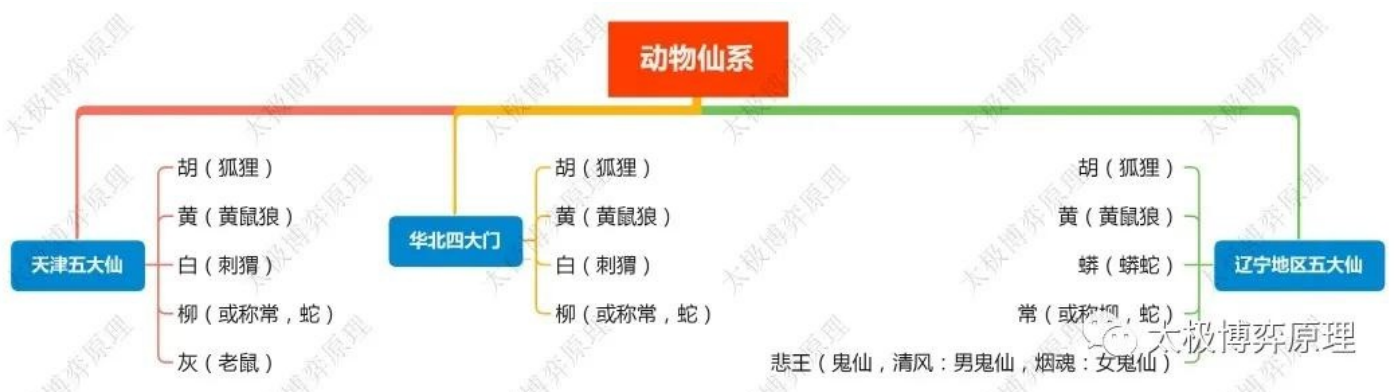 动物仙系
天津五大仙
胡（狐狸）
黄（黄鼠狼）
白（刺猬）
柳（或称常，蛇）
灰（老鼠）
华北四大门
胡（狐狸）
黄（黄鼠狼）
白（刺猬）
柳（或称常，蛇）
辽宁地区五大仙
胡（狐狸）
黄（黄鼠狼）
蟒（蟒蛇）
常（或称柳，蛇）
悲王（鬼仙，清风：男鬼仙，烟魂：女鬼仙）
太极博弈原理